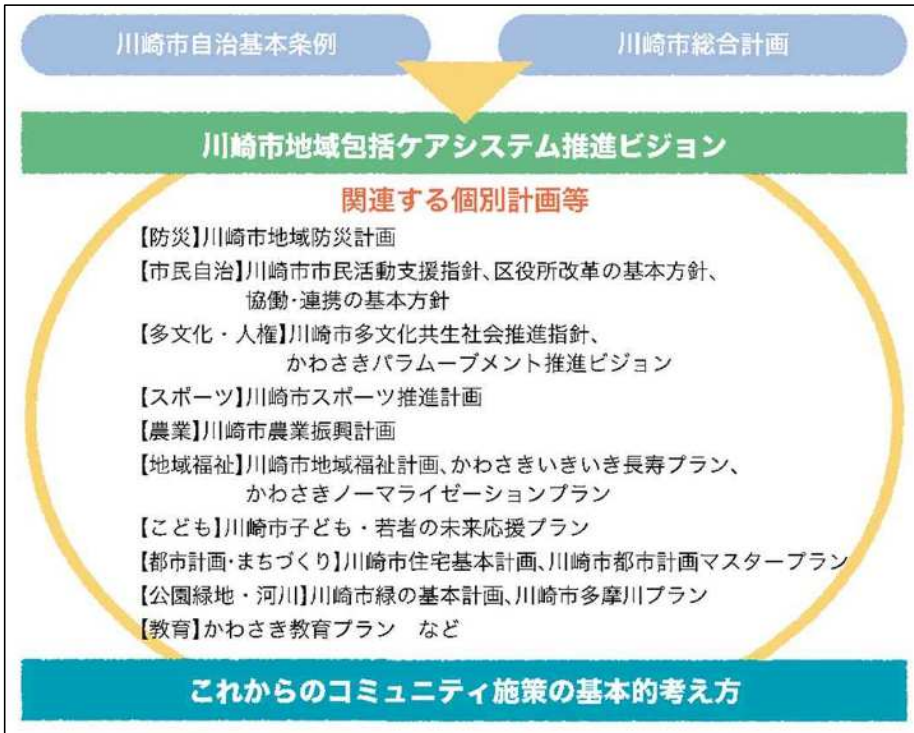 川崎市自治基本条例
川崎市総合計画
川崎市地域包括ケアシステム推進ビジョン
関連する個別計画等
【防災】川崎市地域防災計画
【市民自治】川崎市市民活動支援指針、区役所改革の基本方針、
協働・連携の基本方針
【多文化・人権】川崎市多文化共生社会推進指針、
かわさきパラムーブメント推進ビジョン
【スポーツ】川崎市スポーツ推進計画
【農業】川崎市農業振興計画
【地域福祉】川崎市地域福祉計画、かわさきいきいき長寿プラン、
かわさきノーマライゼーションプラン
【こども】川崎市子ども・若者の未来応援プラン
【都市計画・まちづくり】川崎市住宅基本計画、川崎市都市計画マスタープラン
【公園緑地・河川】川崎市緑の基本計画、川崎市多摩川プラン
【教育】かわさき教育プラン　など
これからのコミュニティ施策の基本的考え方